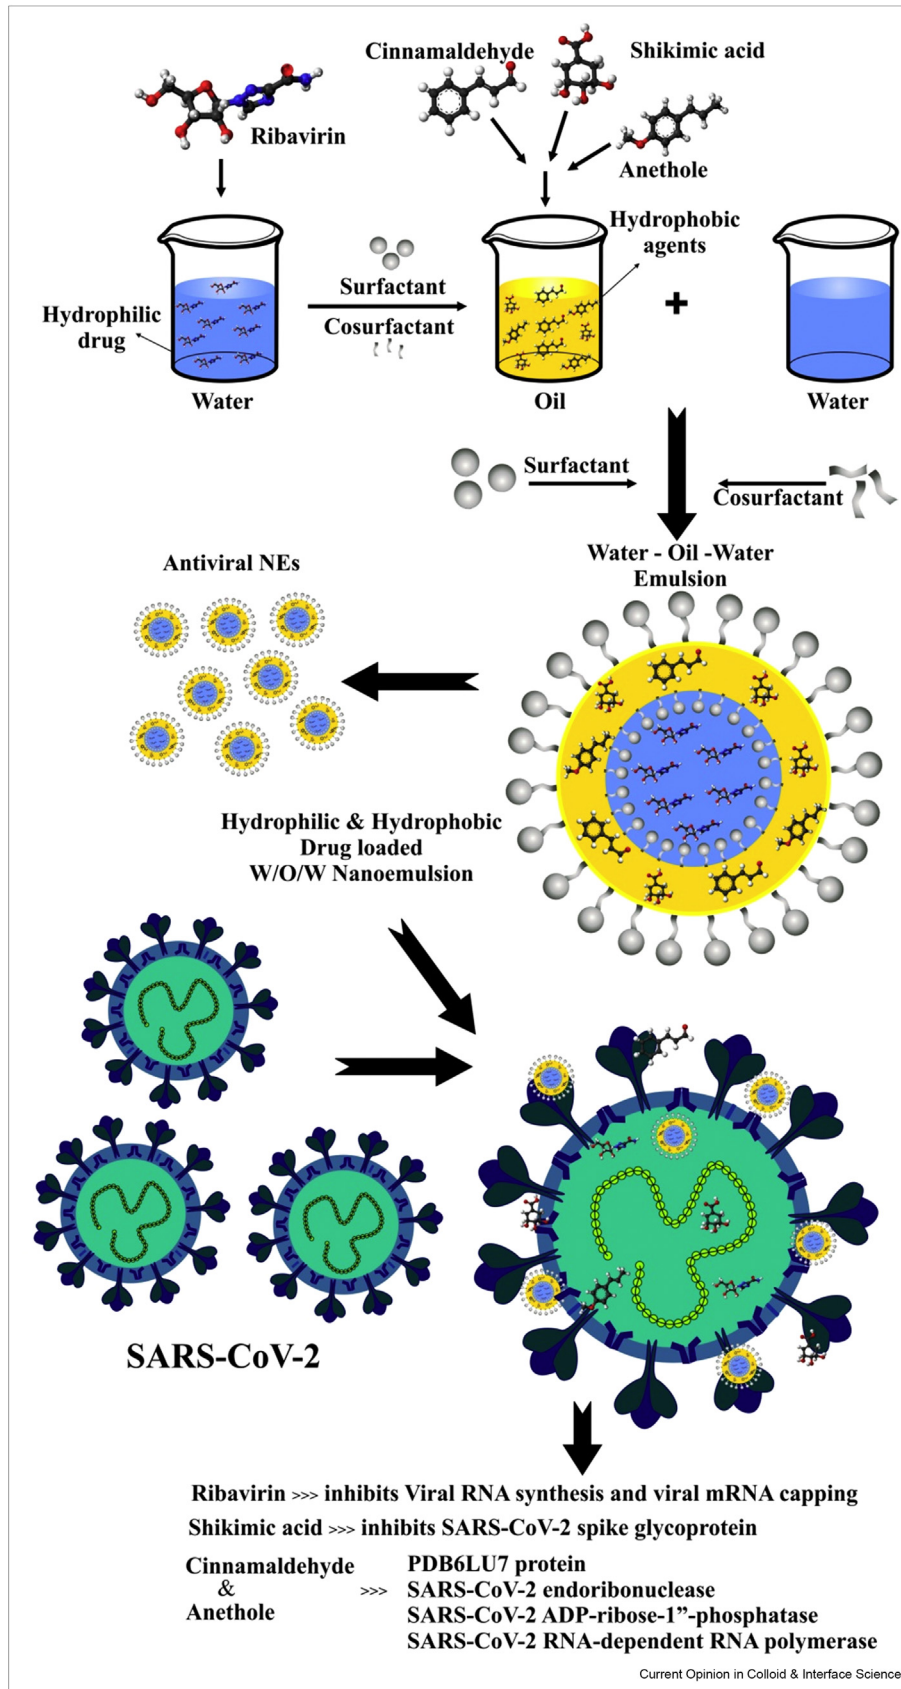 Cinnamaldehyde
Shikimic acid
Ribavirin
Anethole
Hydrophobic
agents
Hydrophilic
drug
Surfactant
Cosurfactant
+
Water
Oil
Water
Surfactant
Cosurfactant
Water - Oil -Water
Emulsion
Antiviral NEs
Hydrophilic & Hydrophobic
Drug loaded
W/O/W Nanoemulsion
SARS-CoV-2
Ribavirin >>> inhibits Viral RNA synthesis and viral mRNA capping
Shikimic acid >>> inhibits SARS-CoV-2 spike glycoprotein
Cinnamaldehyde
&
Anethole
>>>
PDB6LU7 protein
SARS-CoV-2 endoribonuclease
SARS-CoV-2 ADP-ribose-1”-phosphatase
SARS-CoV-2 RNA-dependent RNA polymerase
Current Opinion in Colloid & Interface Science